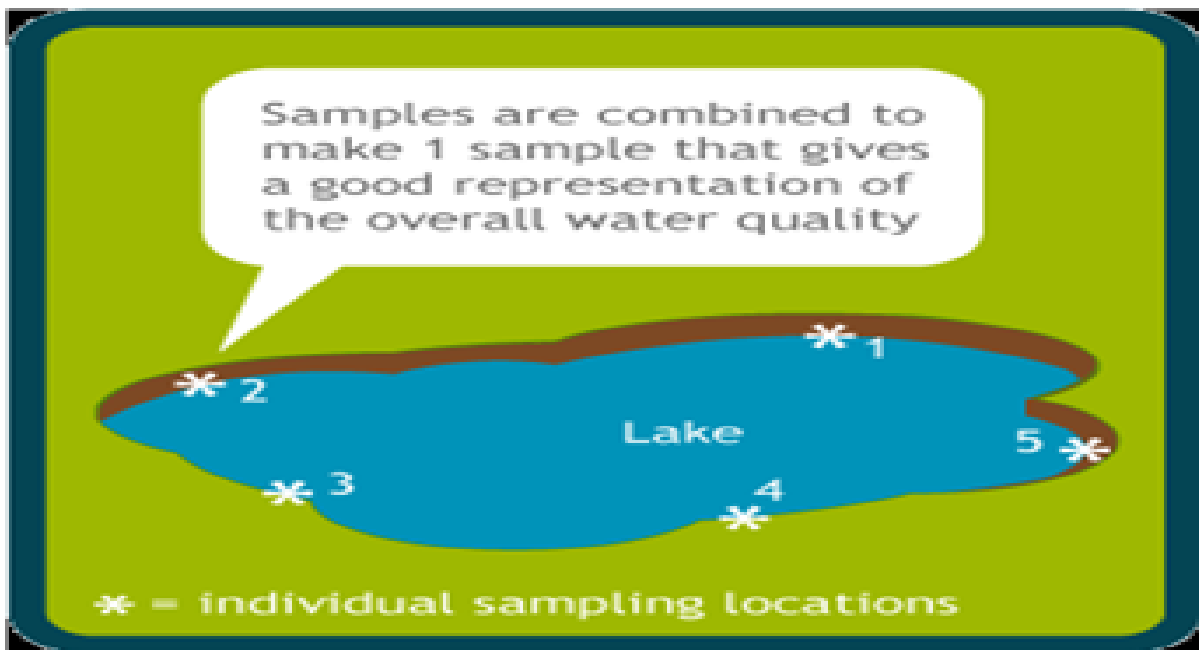 Samples are combined to
make 1 sample that gives
a good representation of
the overall water quality
* 1
* 2
Lake
5 *
* 3
4
*
* = individual sampling locations